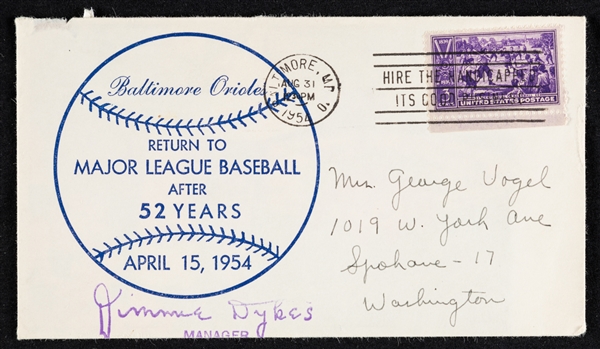 Baltimore Orioles
RETURN TO
MAJOR LEAGUE BASEBALL
AFTER
52 YEARS
APRIL 15, 1954
Jimmie Dykes
MANAGER
BALTIMORE, MD.
AUG 31
PM
1954
HIRE THE
ITS GOOD
UNITED STATES POSTAGE
Mrs. George Vogel
1019 W. York Ave
Spokane - 17
Washington